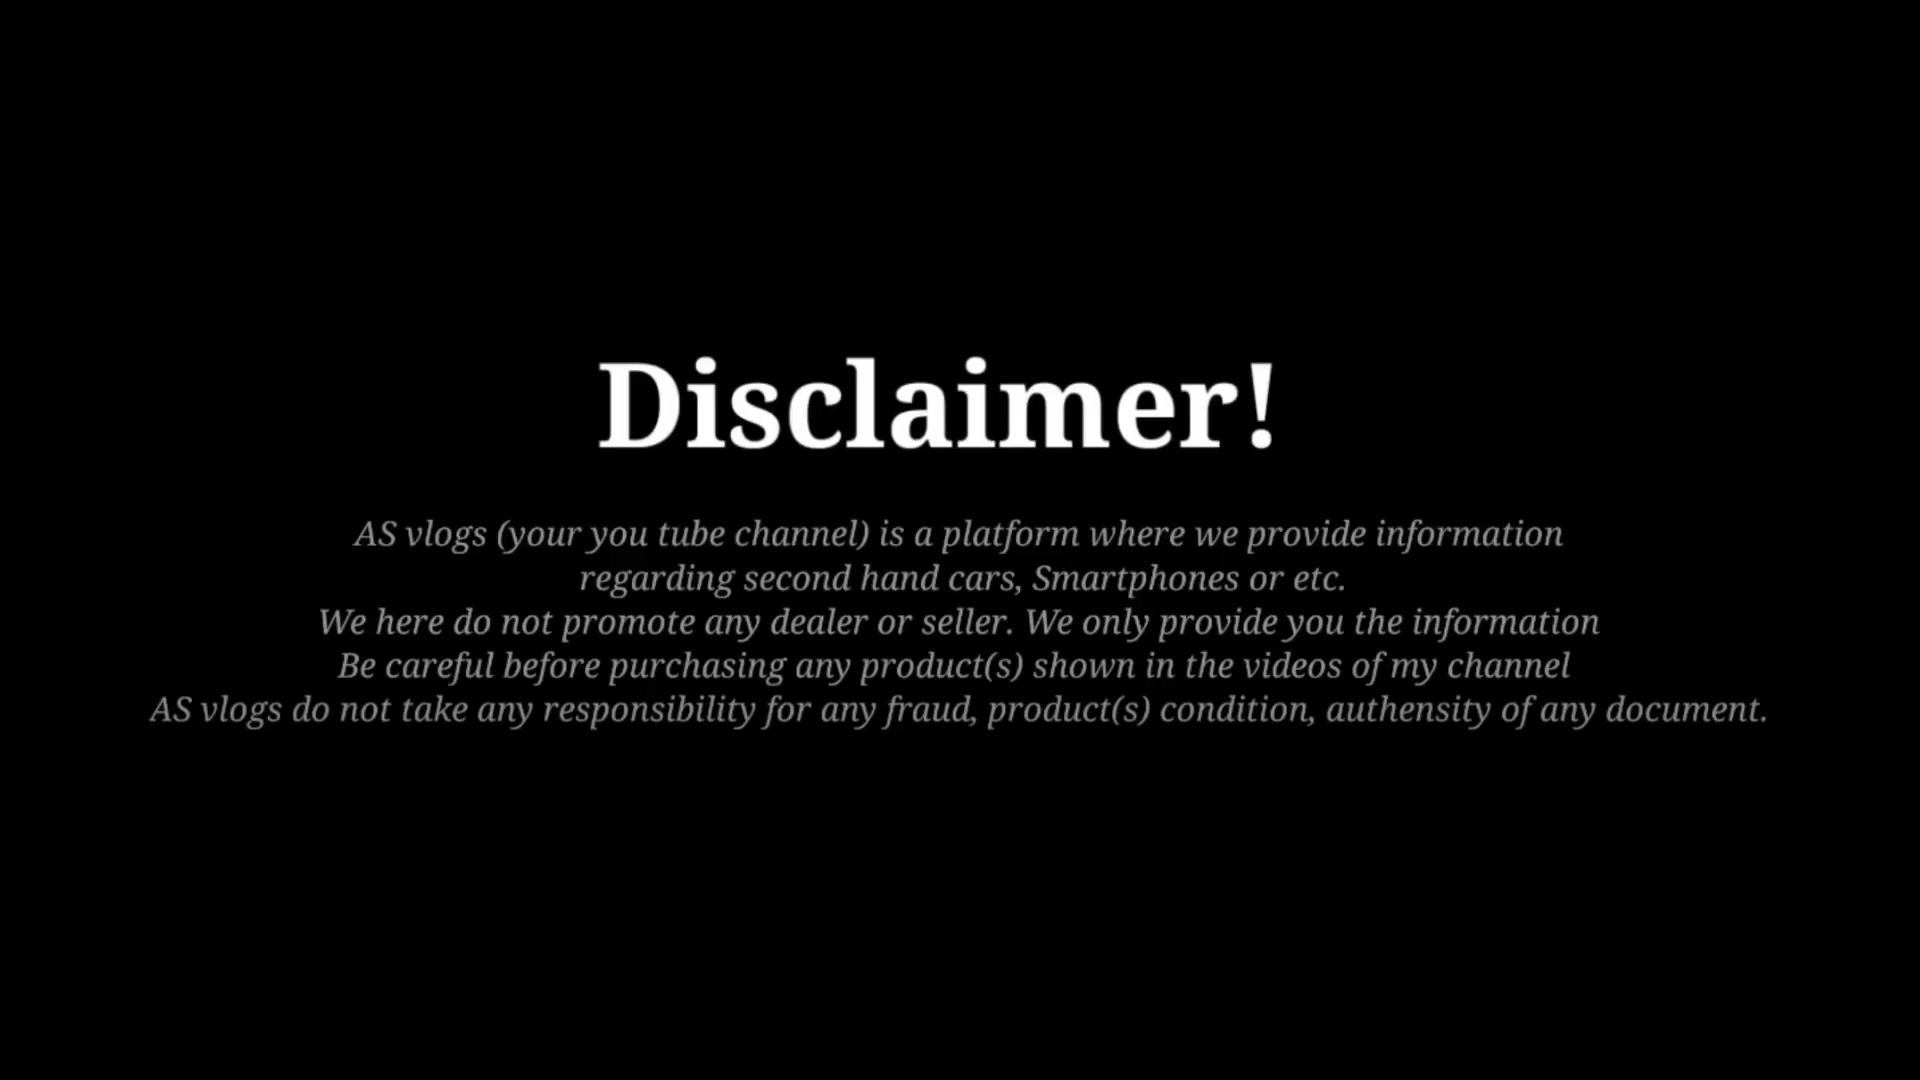 Disclaimer!
AS vlogs (your you tube channel) is a platform where we provide information
regarding second hand cars, Smartphones or etc.
We here do not promote any dealer or seller. We only provide you the information
Be careful before purchasing any product(s) shown in the videos of my channel
AS vlogs do not take any responsibility for any fraud, product(s) condition, authensity of any document.